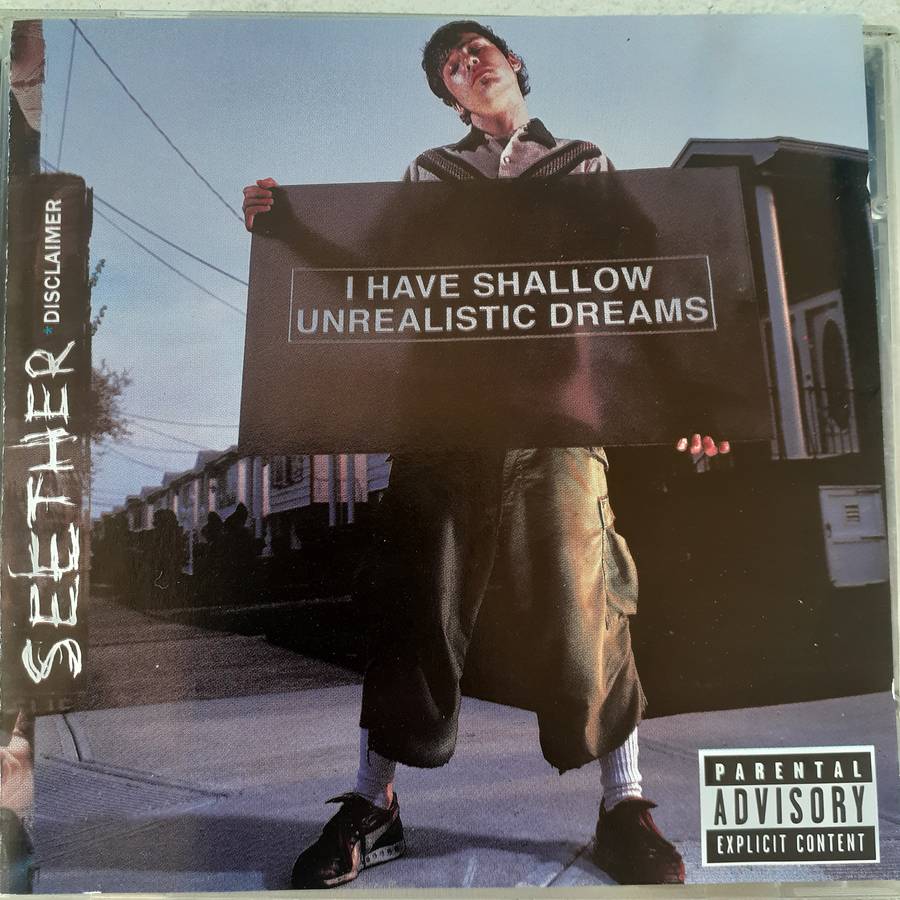 SEETHER
*DISCLAIMER
I HAVE SHALLOW
UNREALISTIC DREAMS
PARENTAL
ADVISORY
EXPLICIT CONTENT